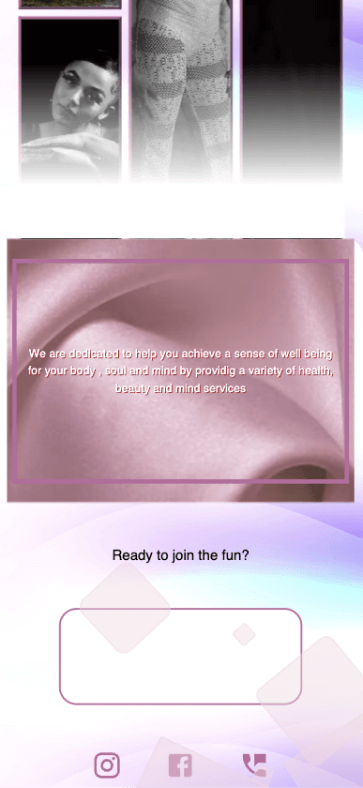 We are dedicated to help you achieve a sense of well being
for your body , soul and mind by providig a variety of health,
beauty and mind services
Ready to join the fun?